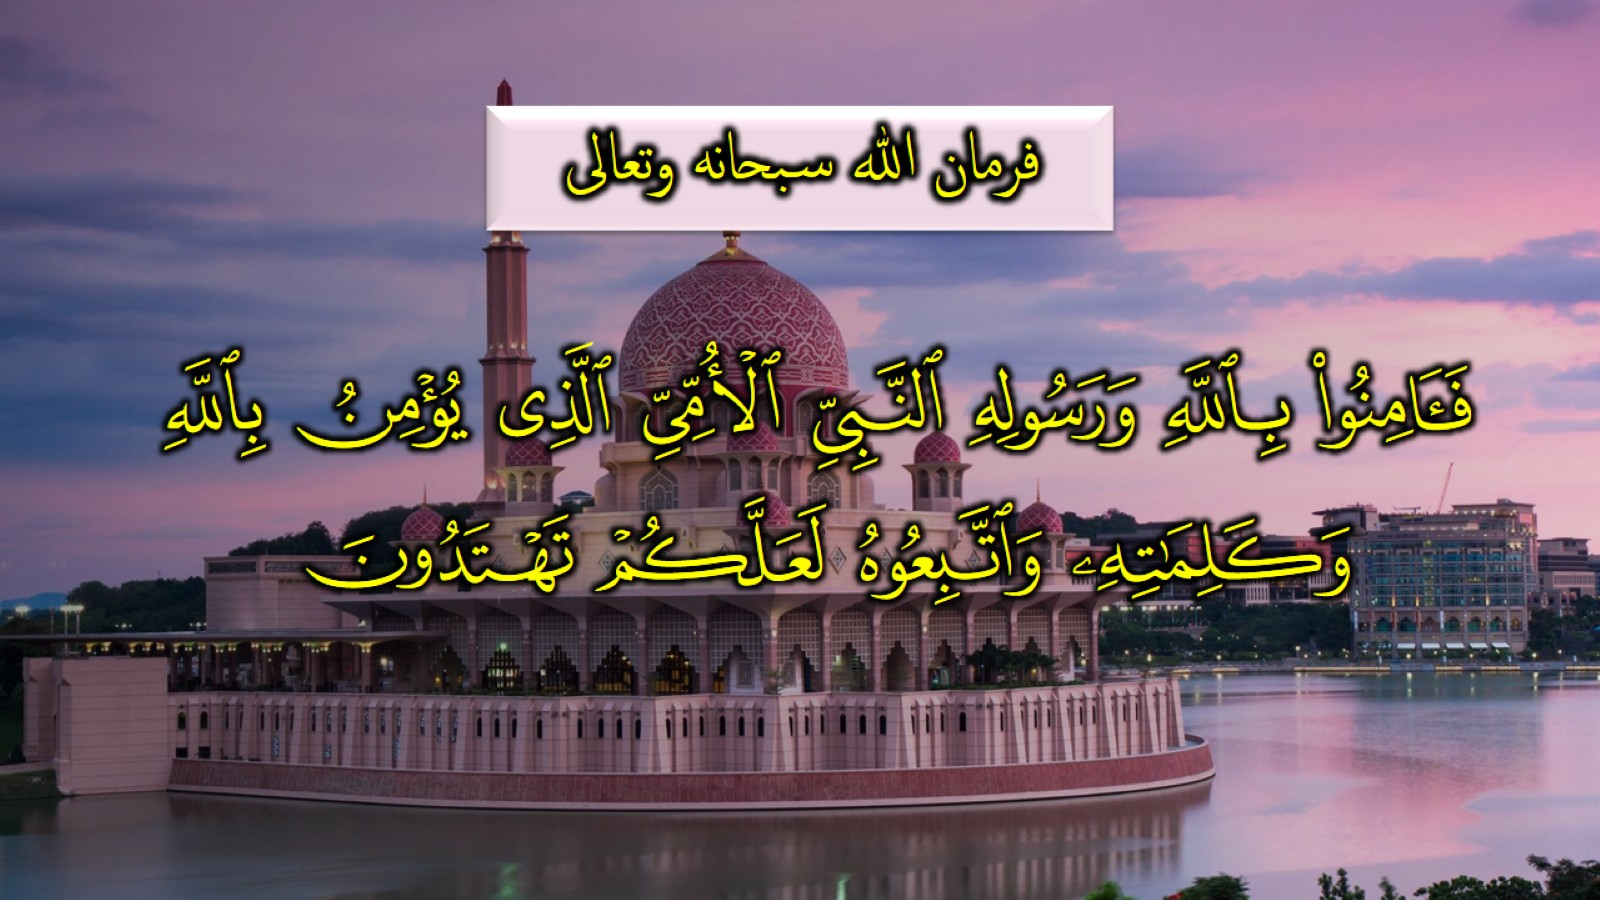 فرمان الله سبحانه وتعالى
فَـَٔامِنُوا۟ بِٱللَّهِ وَرَسُولِهِ ٱلنَّبِىِّ ٱلْأُمِّىِّ ٱلَّذِى يُؤْمِنُ بِٱللَّهِ
وَكَلِمَـٰتِهِۦ وَٱتَّبِعُوهُ لَعَلَّكُمْ تَهْتَدُونَ